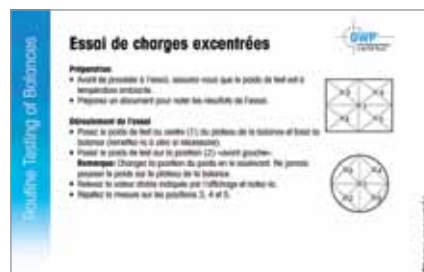 Routine Testing of Balances
Essai de charges excentrées
GWP
Préparation
• Avant de procéder à l'essai, assurez-vous que le poids de test est à
température ambiante.
• Préparez un document pour noter les résultats de l'essai.
Déroulement de l'essai
• Posez le poids de test au centre (1) du plateau de la balance et tarez la
balance (remettez-la à zéro si nécessaire).
• Posez le poids de test sur la position (2) «avant gauche».
Remarque: Changez la position du poids en le soulevant. Ne jamais
pousser le poids sur le plateau de la balance.
• Relevez la valeur stable indiquée par l'affichage et notez-la.
• Répétez la mesure sur les positions 3, 4 et 5.